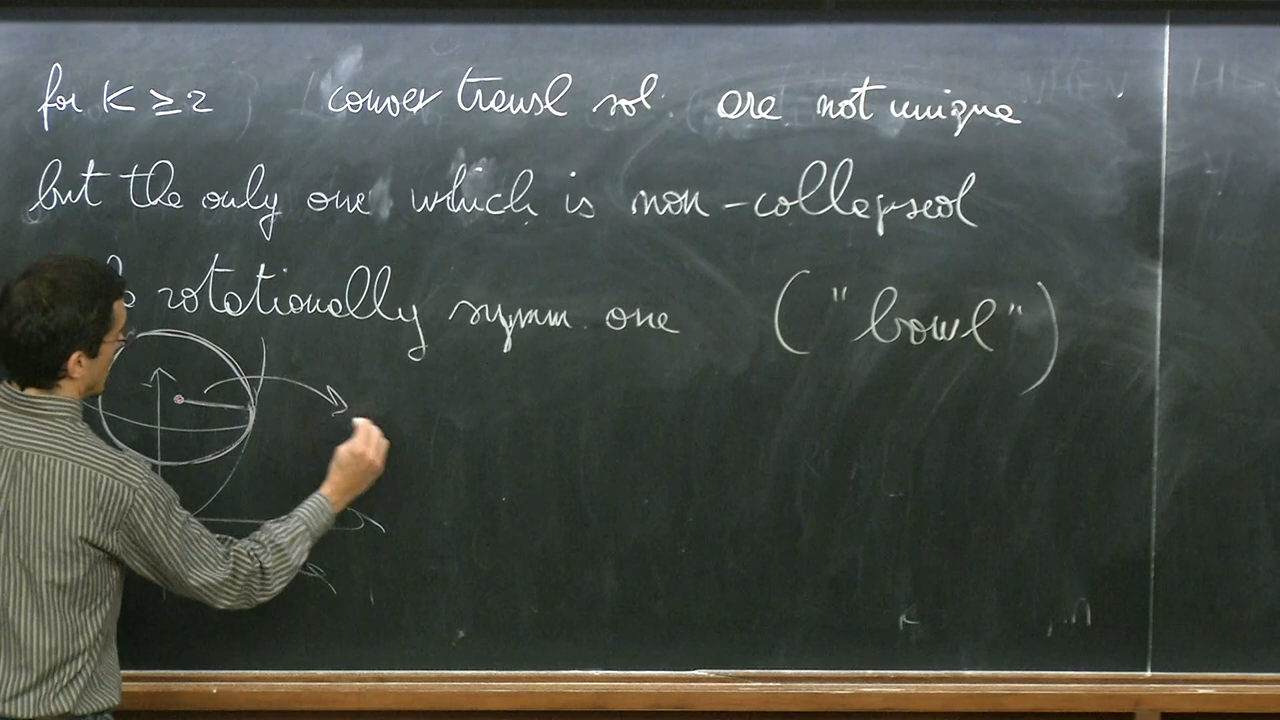 for K ≥ 2 convex transl sol. are not unique
but the only one which is non-collapsed
rotationally symm. one ("bowl")